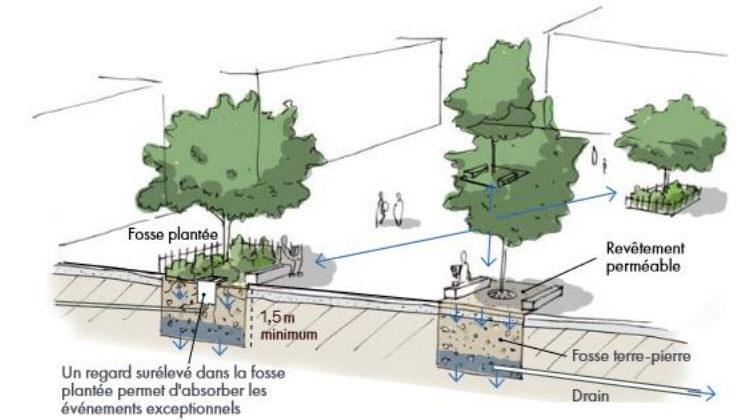 Fosse plantée
Revêtement
perméable
1,5 m
minimum
Fosse terre-pierre
Un regard surélevé dans la fosse
plantée permet d'absorber les
événements exceptionnels
Drain